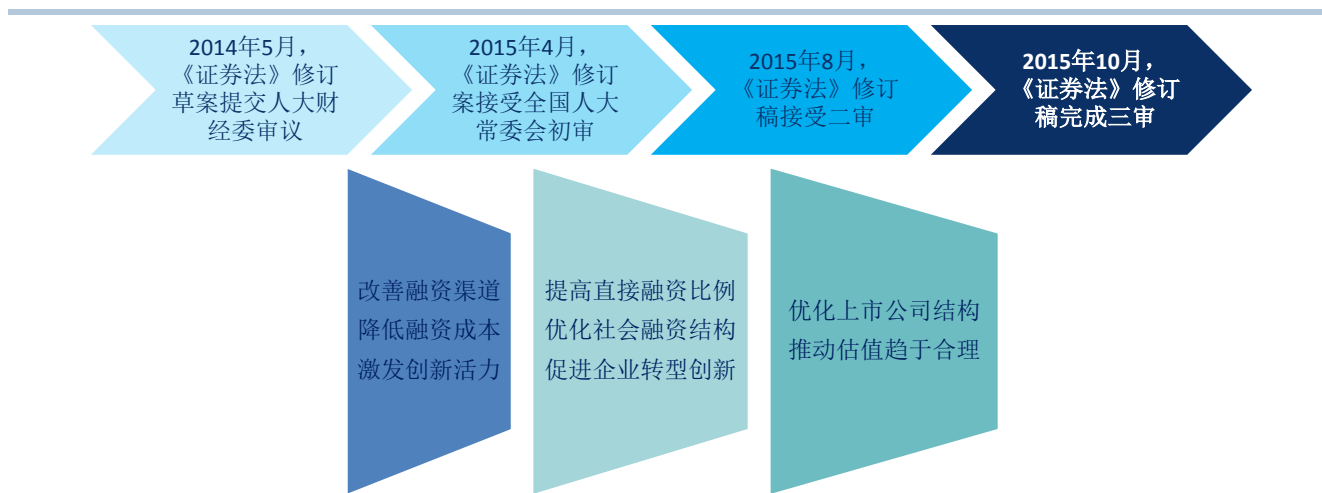 2014年5月，
《证券法》修订
草案提交人大财
经委审议
2015年4月，
《证券法》修订
案接受全国人大
常委会初审
2015年8月，
《证券法》修订
稿接受二审
2015年10月，
《证券法》修订
稿完成三审
改善融资渠道
降低融资成本
激发创新活力
提高直接融资比例
优化社会融资结构
促进企业转型创新
优化上市公司结构
推动估值趋于合理